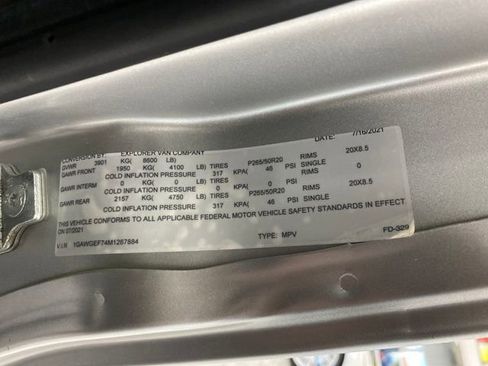 CONVERSION BY: EXPLORER VAN COMPANY DATE: 7/16/2021
GVWR 3901 KG( 8600 LB)
GAWR FRONT 1950 KG( 4100 LB) TIRES P265/50R20 RIMS 20X8.5
COLD INFLATION PRESSURE 317 KPA( 46 PSI SINGLE
GAWR INTERM 0 KG( 0 LB) TIRES RIMS
COLD INFLATION PRESSURE 0 KPA( 0 PSI
GAWR REAR 2157 KG( 4750 LB) TIRES P265/50R20 RIMS 20X8.5
COLD INFLATION PRESSURE 317 KPA( 46 PSI SINGLE
THIS VEHICLE CONFORMS TO ALL APPLICABLE FEDERAL MOTOR VEHICLE SAFETY STANDARDS IN EFFECT
ON 07/2021
V.I.N 1GAWGEF74M1267884 TYPE: MPV FD-329